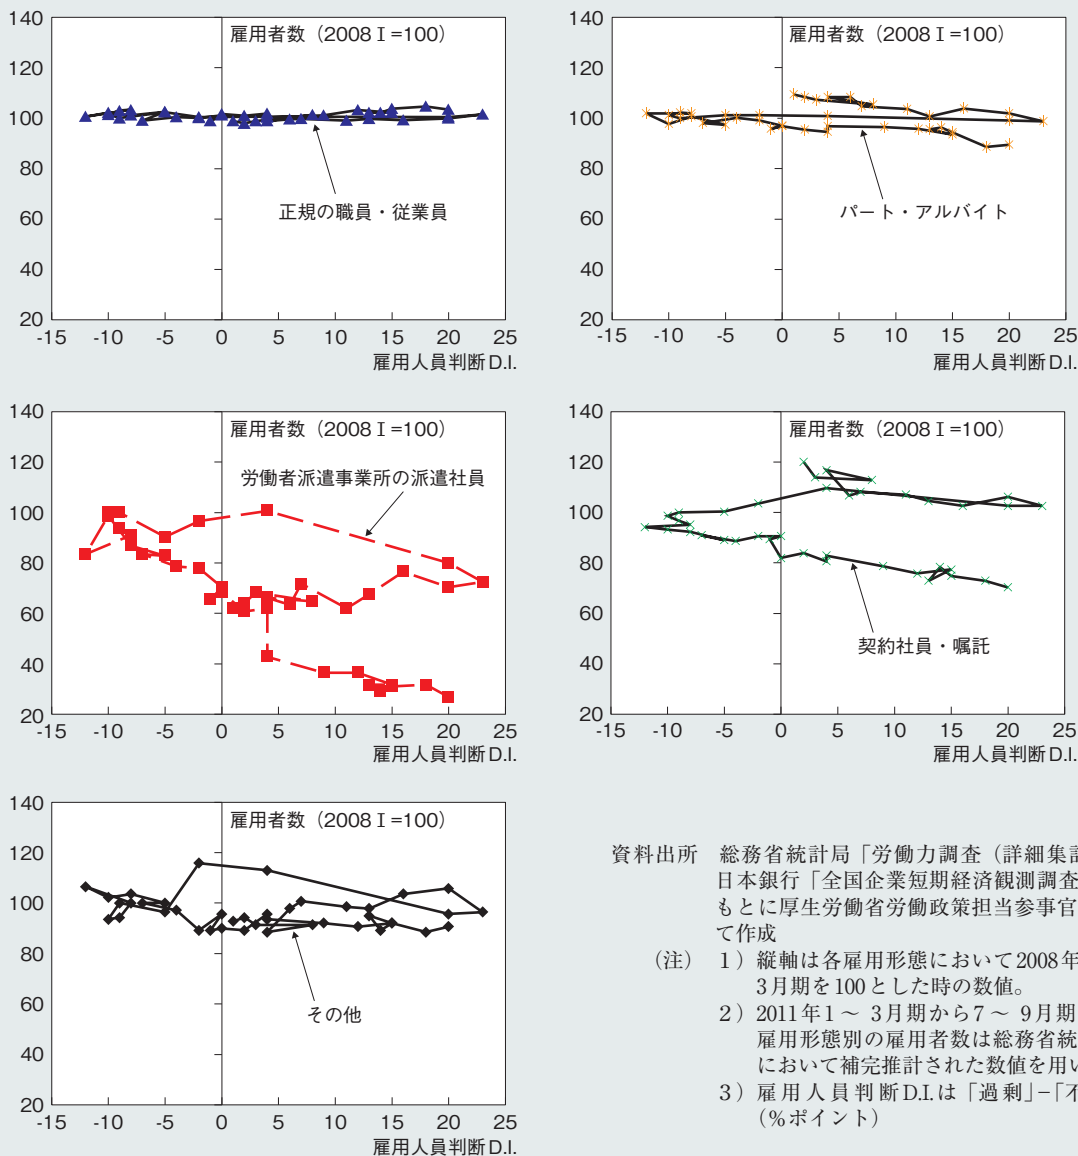 140
120
100
80
60
40
20
-15 -10 -5 0 5 10 15 20 25
雇用者数（2008Ⅰ=100）
正規の職員・従業員
雇用人員判断D.I.
140
120
100
80
60
40
20
-15 -10 -5 0 5 10 15 20 25
雇用者数（2008Ⅰ=100）
パート・アルバイト
雇用人員判断D.I.
140
120
100
80
60
40
20
-15 -10 -5 0 5 10 15 20 25
雇用者数（2008Ⅰ=100）
労働者派遣事業所の派遣社員
雇用人員判断D.I.
140
120
100
80
60
40
20
-15 -10 -5 0 5 10 15 20 25
雇用者数（2008Ⅰ=100）
契約社員・嘱託
雇用人員判断D.I.
140
120
100
80
60
40
20
-15 -10 -5 0 5 10 15 20 25
雇用者数（2008Ⅰ=100）
その他
雇用人員判断D.I.
資料出所　総務省統計局「労働力調査（詳細集
日本銀行「全国企業短期経済観測調査
もとに厚生労働省労働政策担当参事官
て作成
（注）　1）縦軸は各雇用形態において2008年
3月期を100とした時の数値。
2）2011年1～3月期から7～9月期
雇用形態別の雇用者数は総務省統
において補完推計された数値を用い
3）雇用人員判断D.I.は「過剰」−「不
（%ポイント）